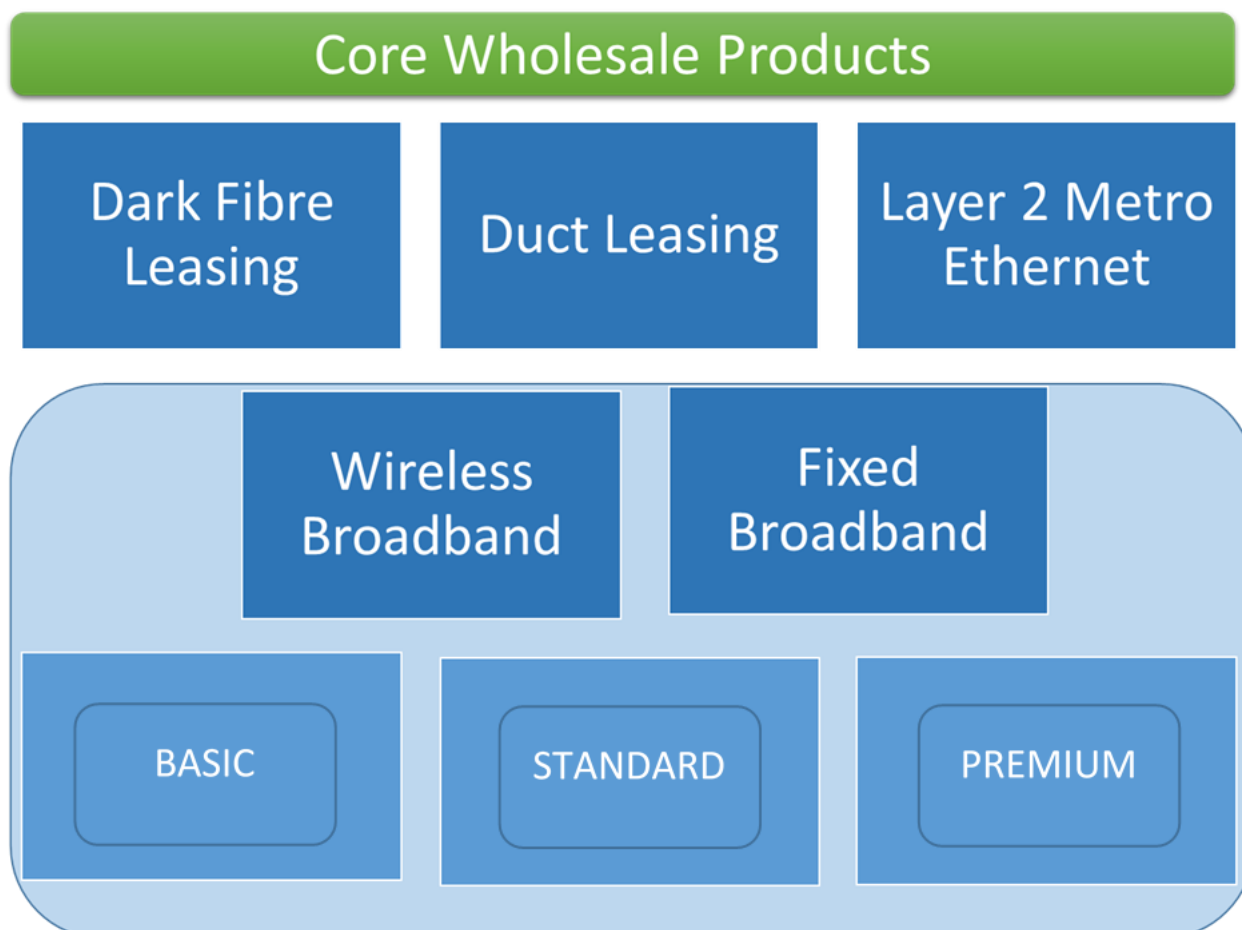 Core Wholesale Products
Dark Fibre
Leasing
Duct Leasing
Layer 2 Metro
Ethernet
Wireless
Broadband
Fixed
Broadband
BASIC
STANDARD
PREMIUM